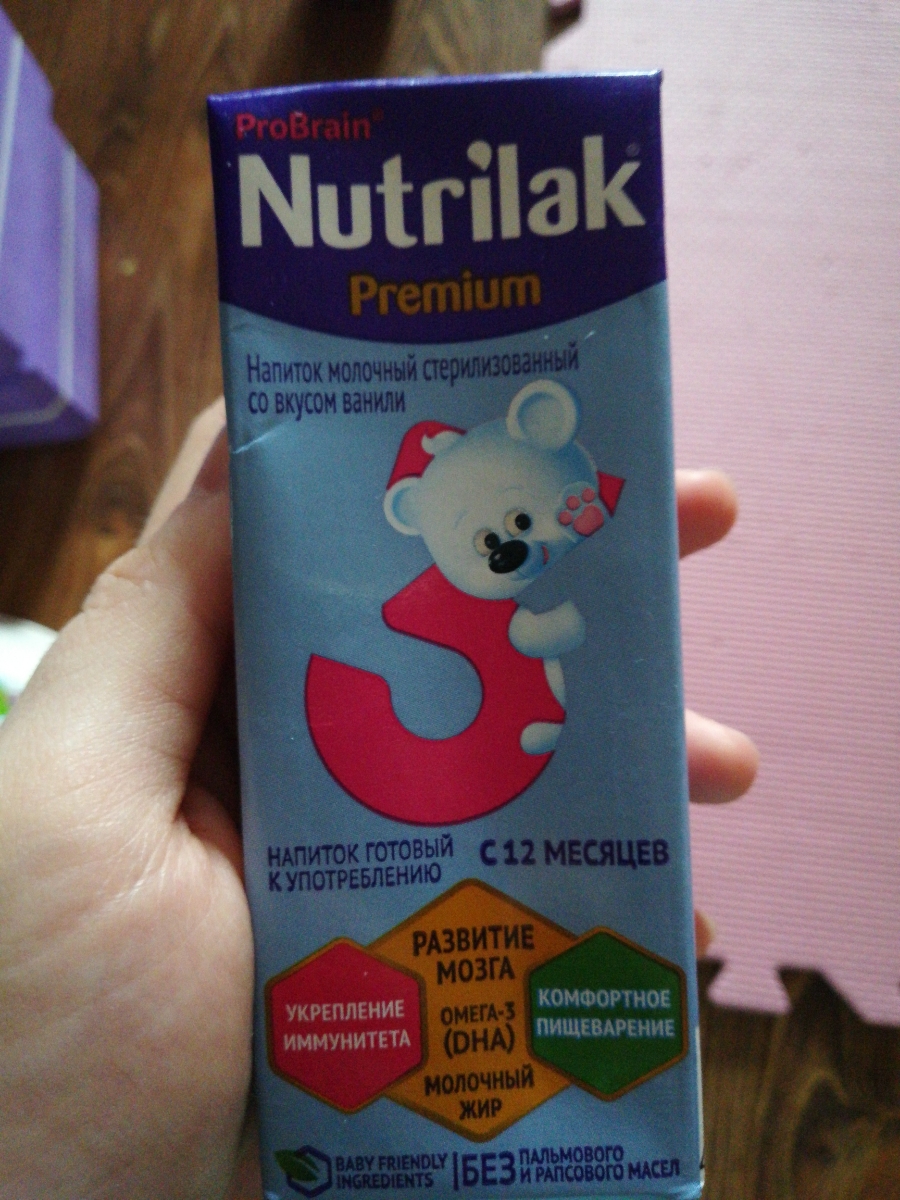 ProBrain®
Nutrilak®
Premium
Напиток молочный стерилизованный
со вкусом ванили
3
НАПИТОК ГОТОВЫЙ
К УПОТРЕБЛЕНИЮ
С 12 МЕСЯЦЕВ
РАЗВИТИЕ
МОЗГА
ОМЕГА-3
(DHA)
МОЛОЧНЫЙ
ЖИР
УКРЕПЛЕНИЕ
ИММУНИТЕТА
КОМФОРТНОЕ
ПИЩЕВАРЕНИЕ
BABY FRIENDLY
INGREDIENTS
БЕЗ ПАЛЬМОВОГО
И РАПСОВОГО МАСЕЛ